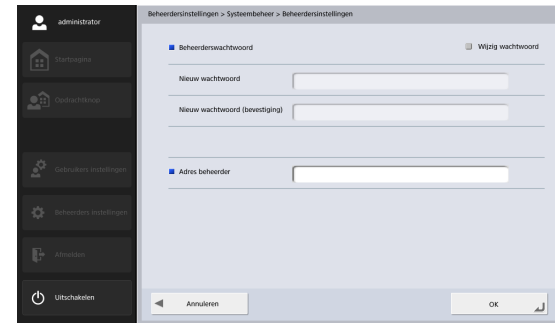 administrator
Beheerdersinstellingen > Systeembeheer > Beheerdersinstellingen
Startpagina
Opdrachtknop
Gebruikers instellingen
Beheerders instellingen
Afmelden
Uitschakelen
Beheerderswachtwoord
Wijzig wachtwoord
Nieuw wachtwoord
Nieuw wachtwoord (bevestiging)
Adres beheerder
Annuleren
OK